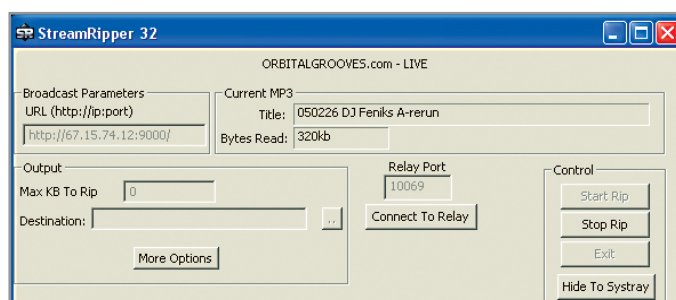 SR StreamRipper 32
ORBITALGROOVES.com - LIVE
Broadcast Parameters
URL (http://ip:port)
http://67.15.74.12:9000/
Current MP3
Title: 050226 DJ Feniks A-rerun
Bytes Read: 320kb
Output
Max KB To Rip 0
Destination: ..
More Options
Relay Port
10069
Connect To Relay
Control
Start Rip
Stop Rip
Exit
Hide To Systray